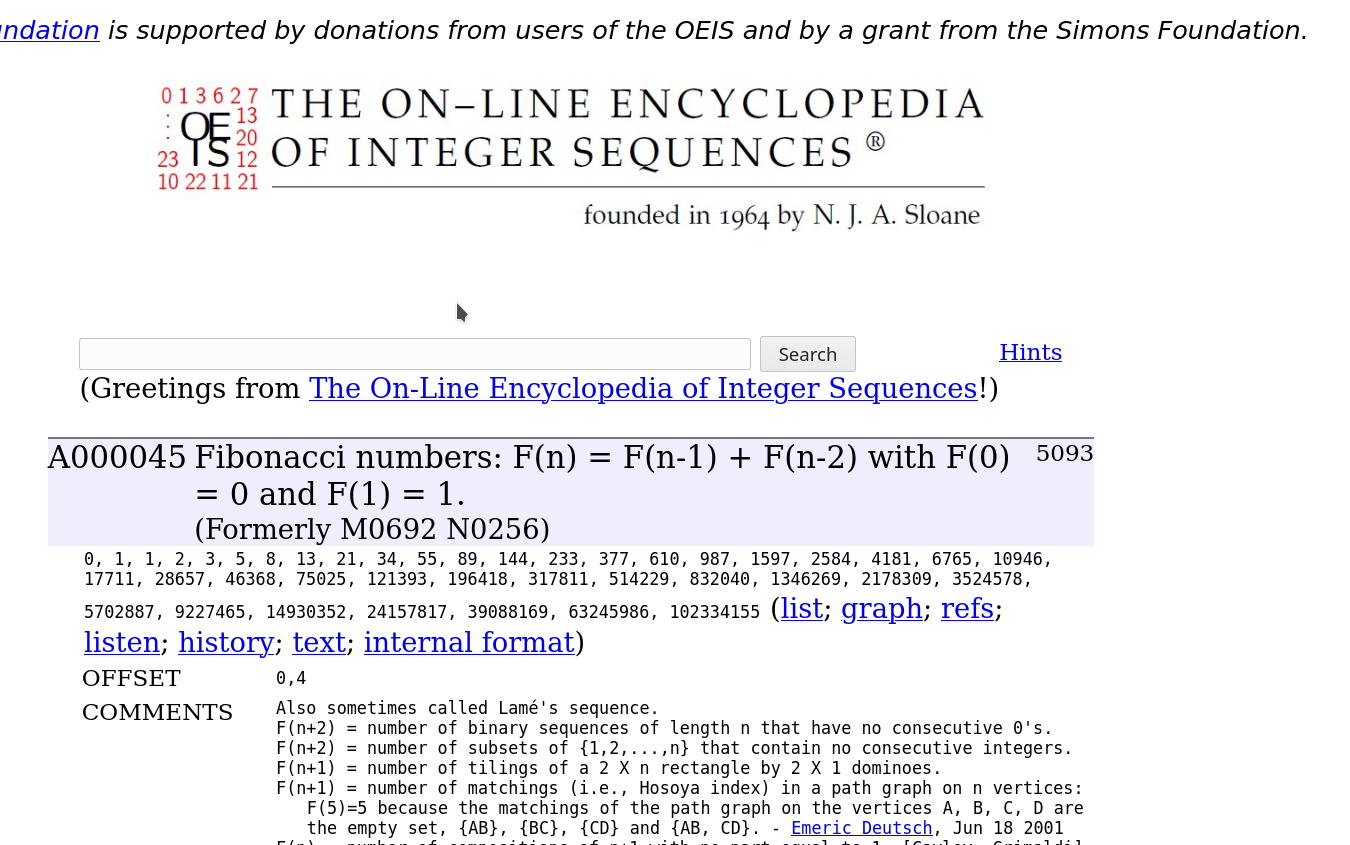 ndation is supported by donations from users of the OEIS and by a grant from the Simons Foundation.
0 1 3 6 2 7
: OE 13
: IS 20
23 12
10 22 11 21
THE ON–LINE ENCYCLOPEDIA
OF INTEGER SEQUENCES ®
founded in 1964 by N. J. A. Sloane
Search Hints
(Greetings from The On-Line Encyclopedia of Integer Sequences!)
A000045 Fibonacci numbers: F(n) = F(n-1) + F(n-2) with F(0) 5093
= 0 and F(1) = 1.
(Formerly M0692 N0256)
0, 1, 1, 2, 3, 5, 8, 13, 21, 34, 55, 89, 144, 233, 377, 610, 987, 1597, 2584, 4181, 6765, 10946,
17711, 28657, 46368, 75025, 121393, 196418, 317811, 514229, 832040, 1346269, 2178309, 3524578,
5702887, 9227465, 14930352, 24157817, 39088169, 63245986, 102334155 (list; graph; refs;
listen; history; text; internal format)
OFFSET 0,4
COMMENTS Also sometimes called Lamé's sequence.
F(n+2) = number of binary sequences of length n that have no consecutive 0's.
F(n+2) = number of subsets of {1,2,...,n} that contain no consecutive integers.
F(n+1) = number of tilings of a 2 X n rectangle by 2 X 1 dominoes.
F(n+1) = number of matchings (i.e., Hosoya index) in a path graph on n vertices:
F(5)=5 because the matchings of the path graph on the vertices A, B, C, D are
the empty set, {AB}, {BC}, {CD} and {AB, CD}. - Emeric Deutsch, Jun 18 2001